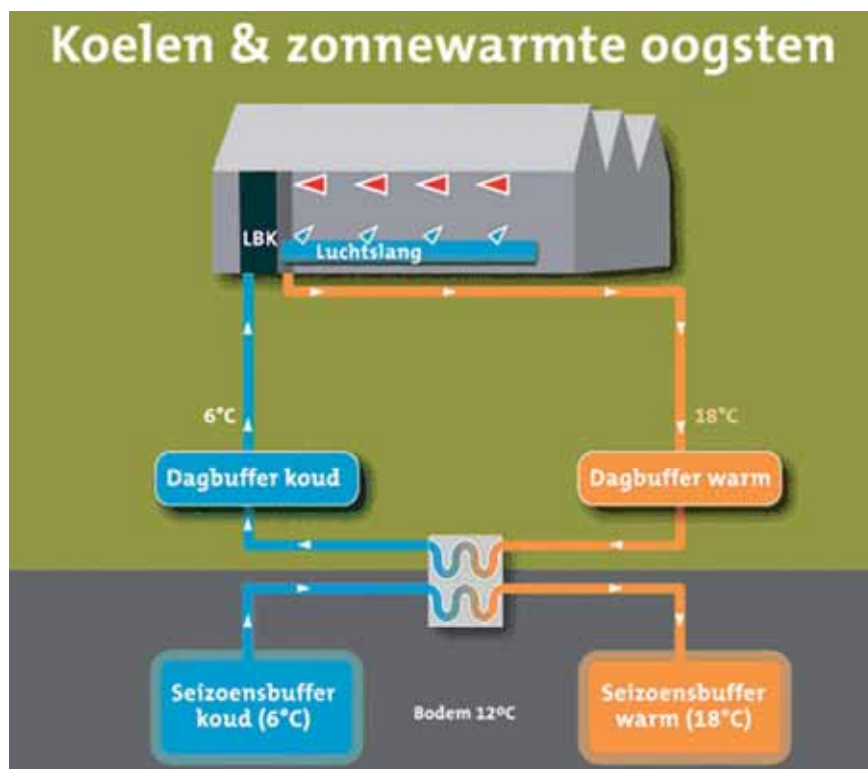 Koelen & zonnewarmte oogsten
LBK
Luchtslang
6°C
18°C
Dagbuffer koud
Dagbuffer warm
Seizoensbuffer
koud (6°C)
Bodem 12ºC
Seizoensbuffer
warm (18°C)